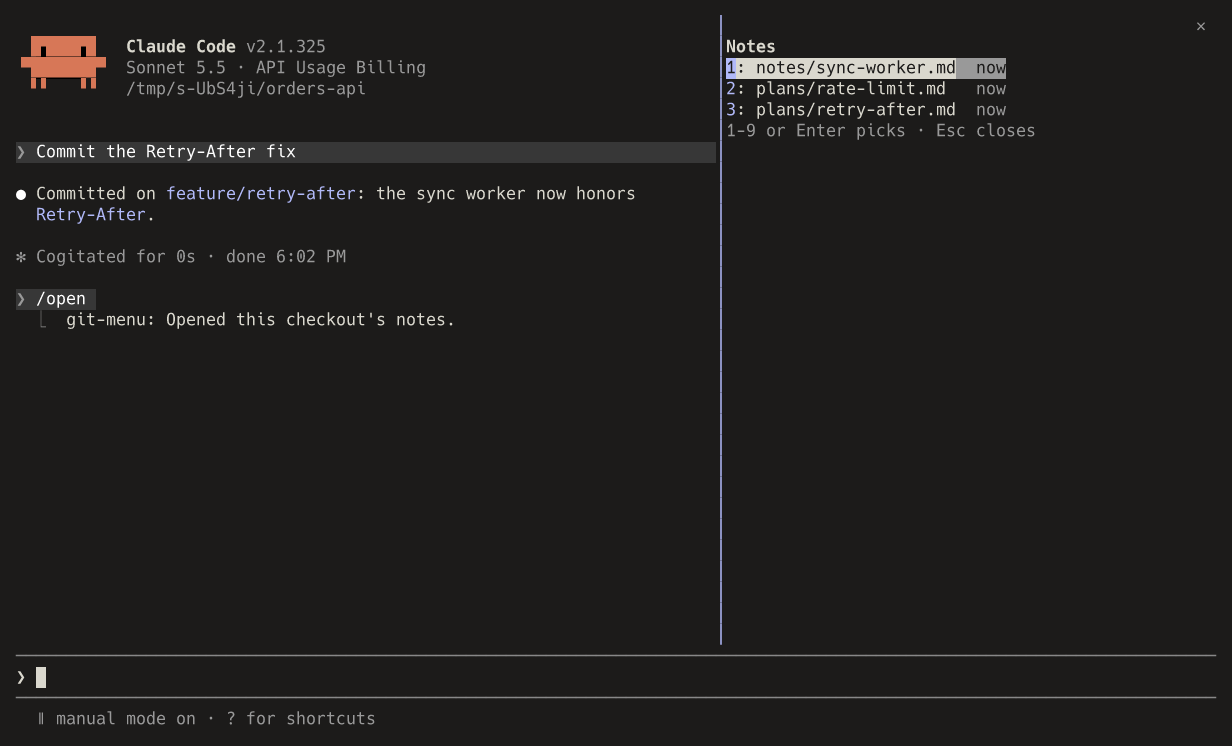 Claude Code v2.1.325
Sonnet 5.5 · API Usage Billing
/tmp/s-UbS4ji/orders-api
❯ Commit the Retry-After fix
● Committed on feature/retry-after: the sync worker now honors
Retry-After.
✻ Cogitated for 0s · done 6:02 PM
❯ /open
⎿ git-menu: Opened this checkout's notes.
×
Notes
1: notes/sync-worker.md now
2: plans/rate-limit.md now
3: plans/retry-after.md now
1-9 or Enter picks · Esc closes
❯
⏸ manual mode on · ? for shortcuts